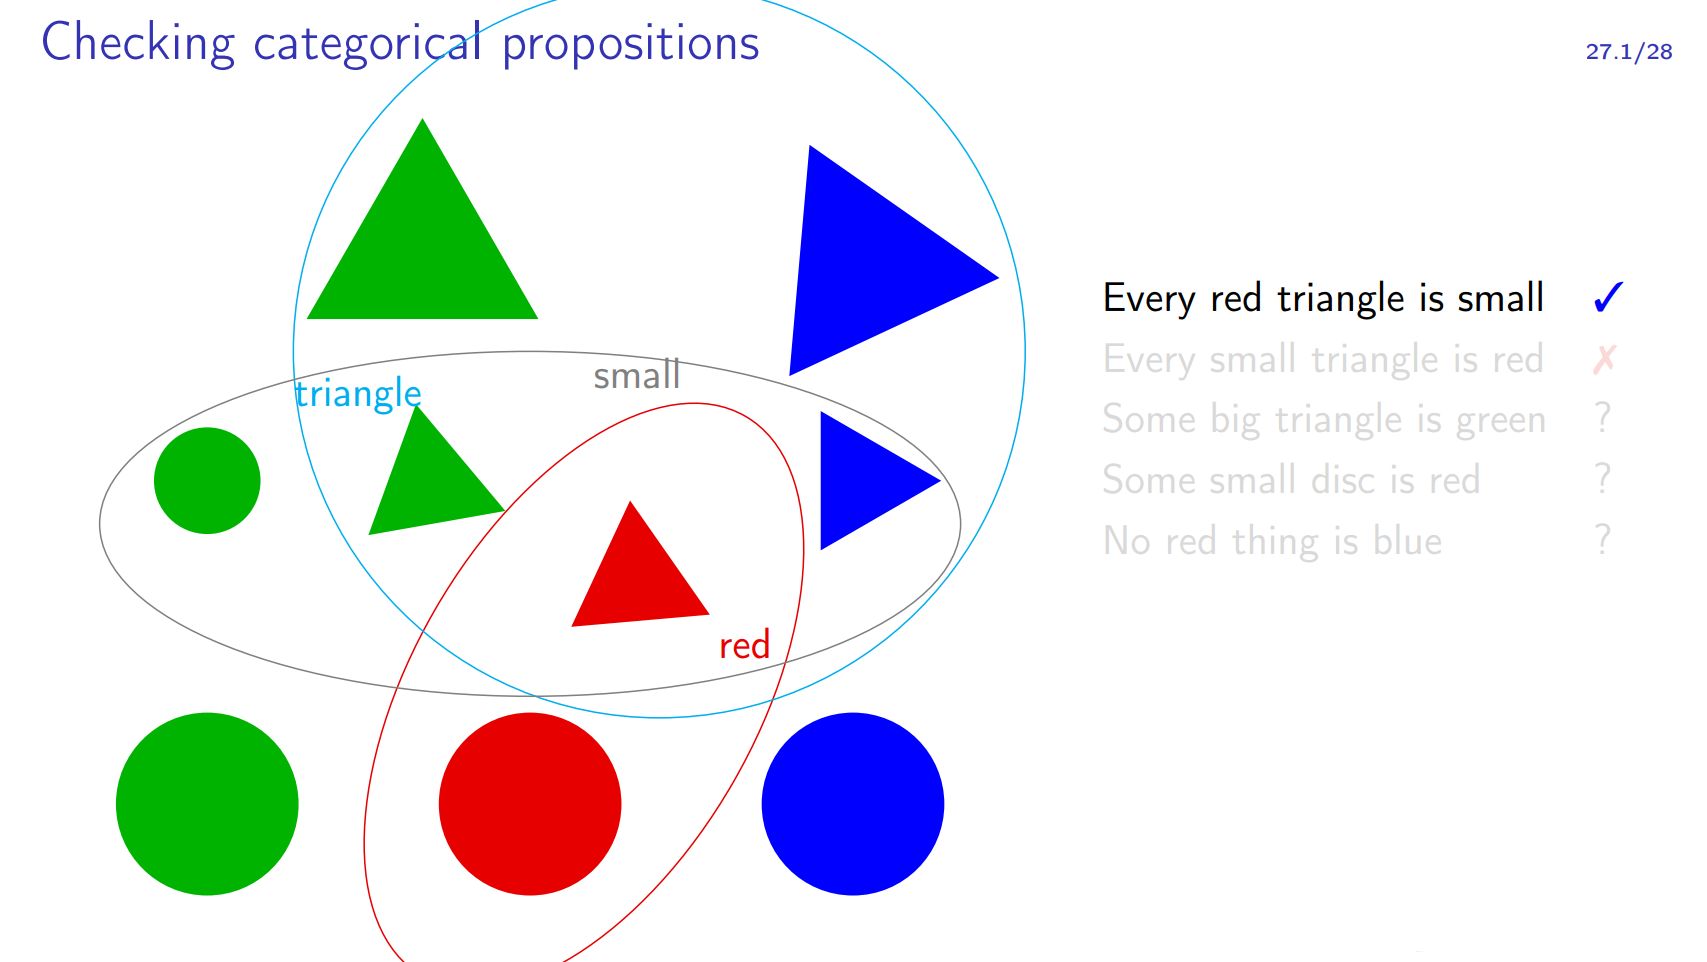 Checking categorical propositions
27.1/28
triangle
small
red
Every red triangle is small ✓
Every small triangle is red ✗
Some big triangle is green ?
Some small disc is red ?
No red thing is blue ?